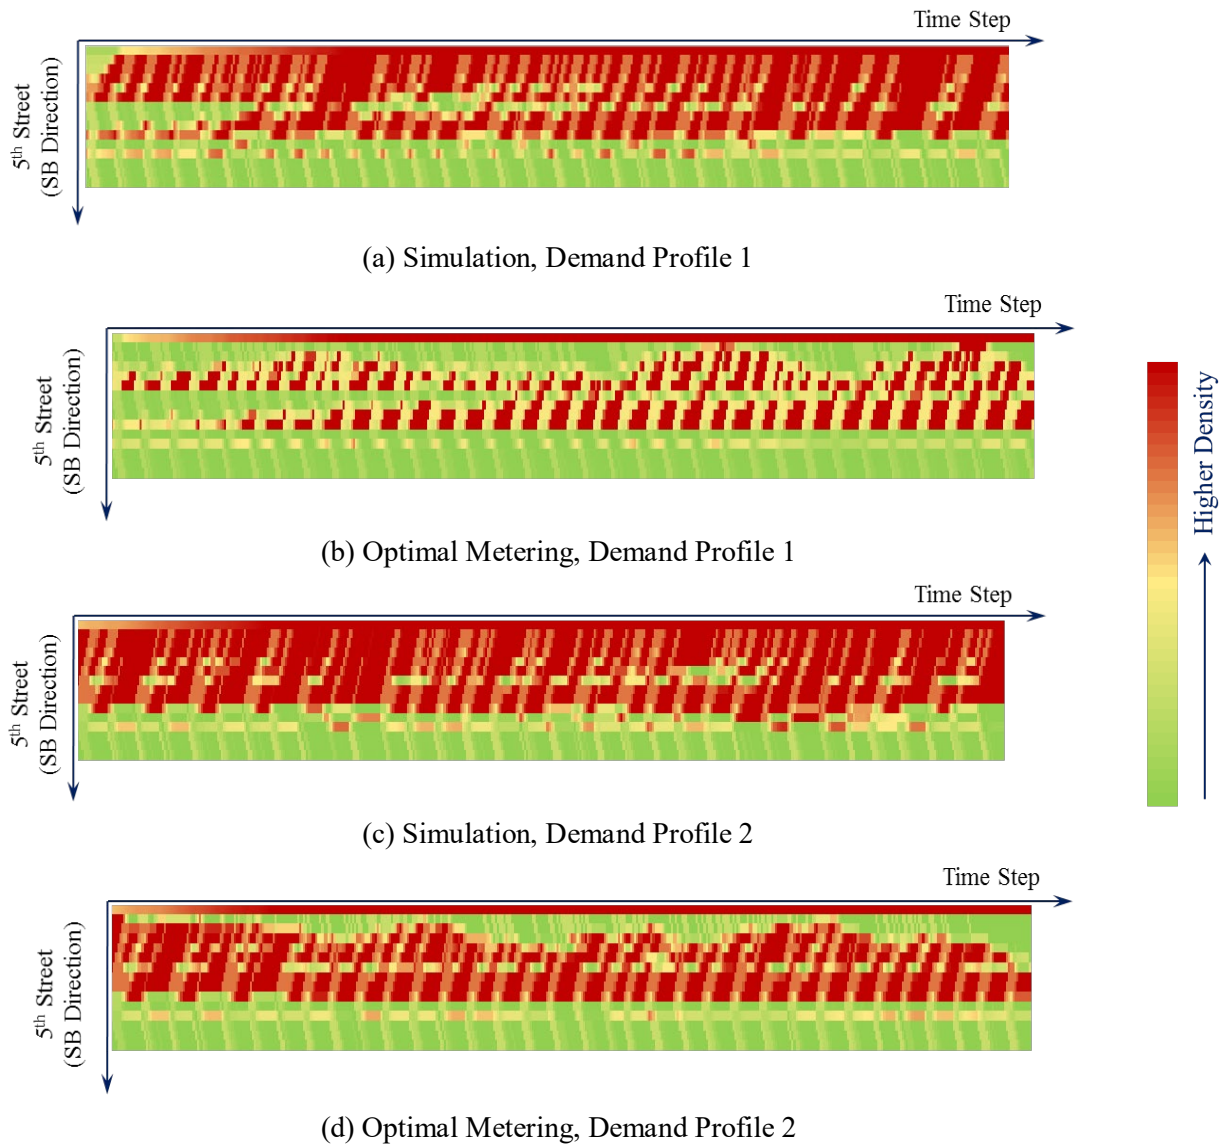 Time Step
5th Street
(SB Direction)
(a) Simulation, Demand Profile 1
Time Step
5th Street
(SB Direction)
(b) Optimal Metering, Demand Profile 1
Higher Density
Time Step
5th Street
(SB Direction)
(c) Simulation, Demand Profile 2
Time Step
5th Street
(SB Direction)
(d) Optimal Metering, Demand Profile 2